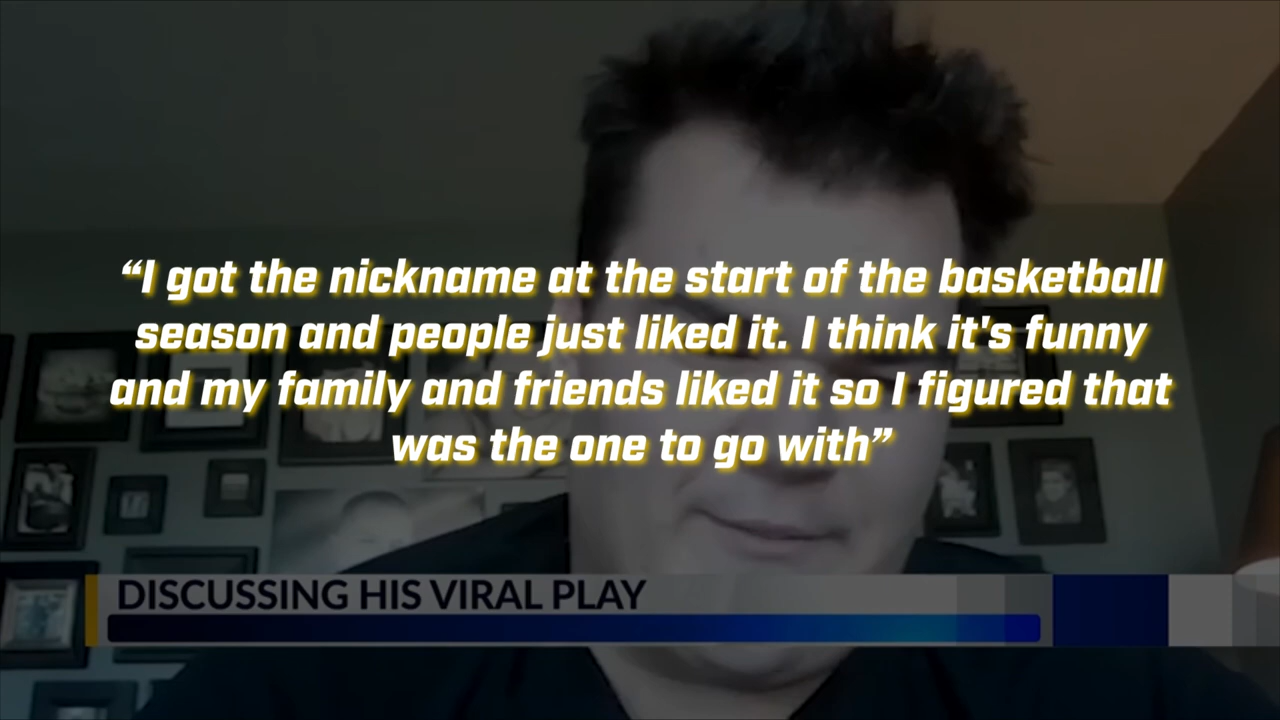 “I got the nickname at the start of the basketball
season and people just liked it. I think it's funny
and my family and friends liked it so I figured that
was the one to go with”
DISCUSSING HIS VIRAL PLAY